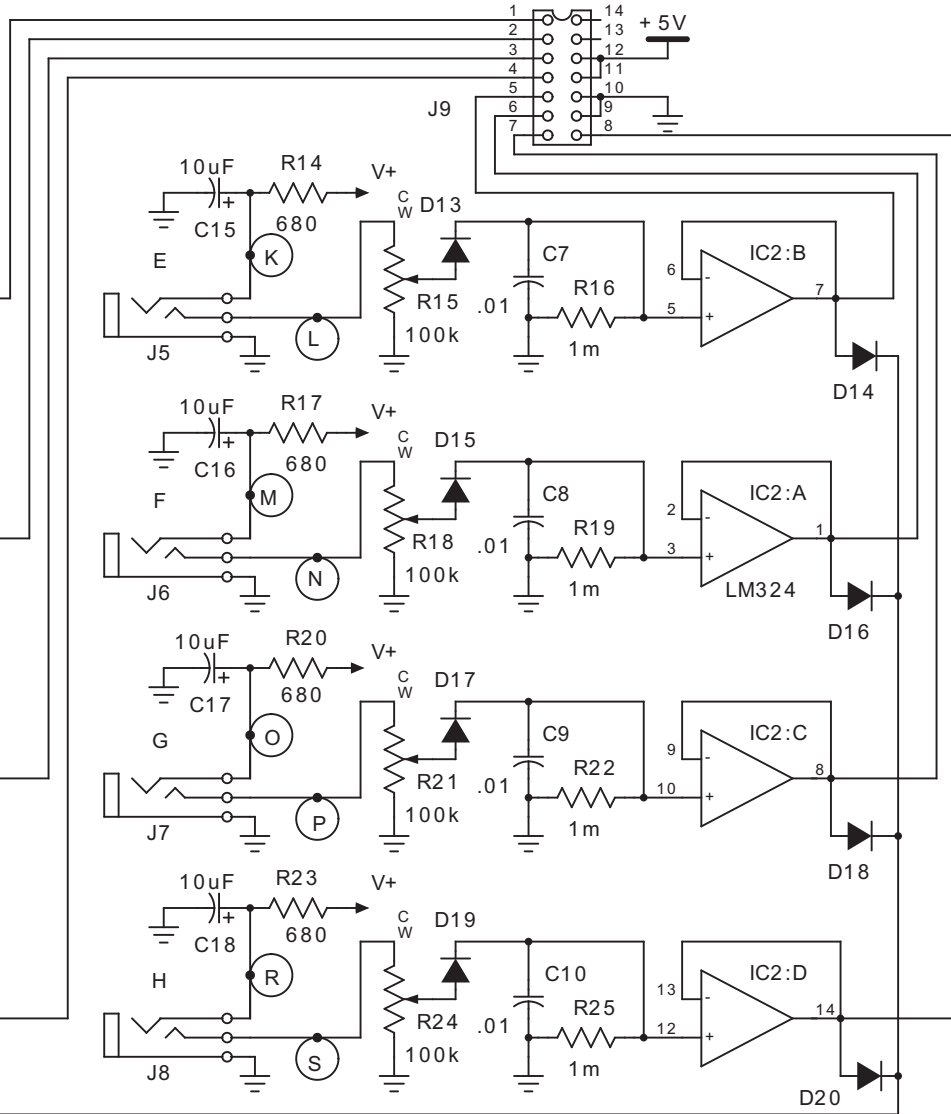 1
14
2
13
+ 5V
3
12
4
11
5
10
J9
6
9
7
8
10uF
R14
V+
+
C15
680
C
W
D13
E
K
C7
IC2:B
6
-
R15
.01
R16
7
5
+
L
100k
1m
J5
D14
10uF
R17
V+
+
C16
680
C
W
D15
F
M
C8
IC2:A
2
-
R18
.01
R19
1
3
+
N
100k
1m
LM324
J6
D16
10uF
R20
V+
+
C17
680
C
W
D17
G
O
C9
IC2:C
9
-
R21
.01
R22
8
10
+
P
100k
1m
J7
D18
10uF
R23
V+
+
C18
680
C
W
D19
H
R
C10
IC2:D
13
-
R24
.01
R25
14
12
+
S
100k
1m
J8
D20